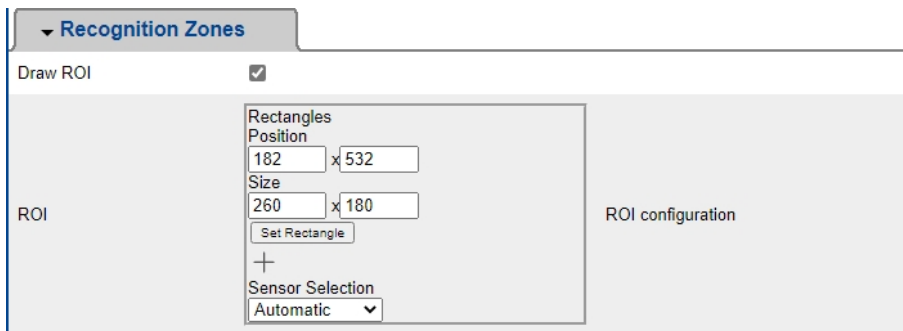 Recognition Zones
Draw ROI
ROI
Rectangles
Position
182 x 532
Size
260 x 180
Set Rectangle
Sensor Selection
Automatic
ROI configuration